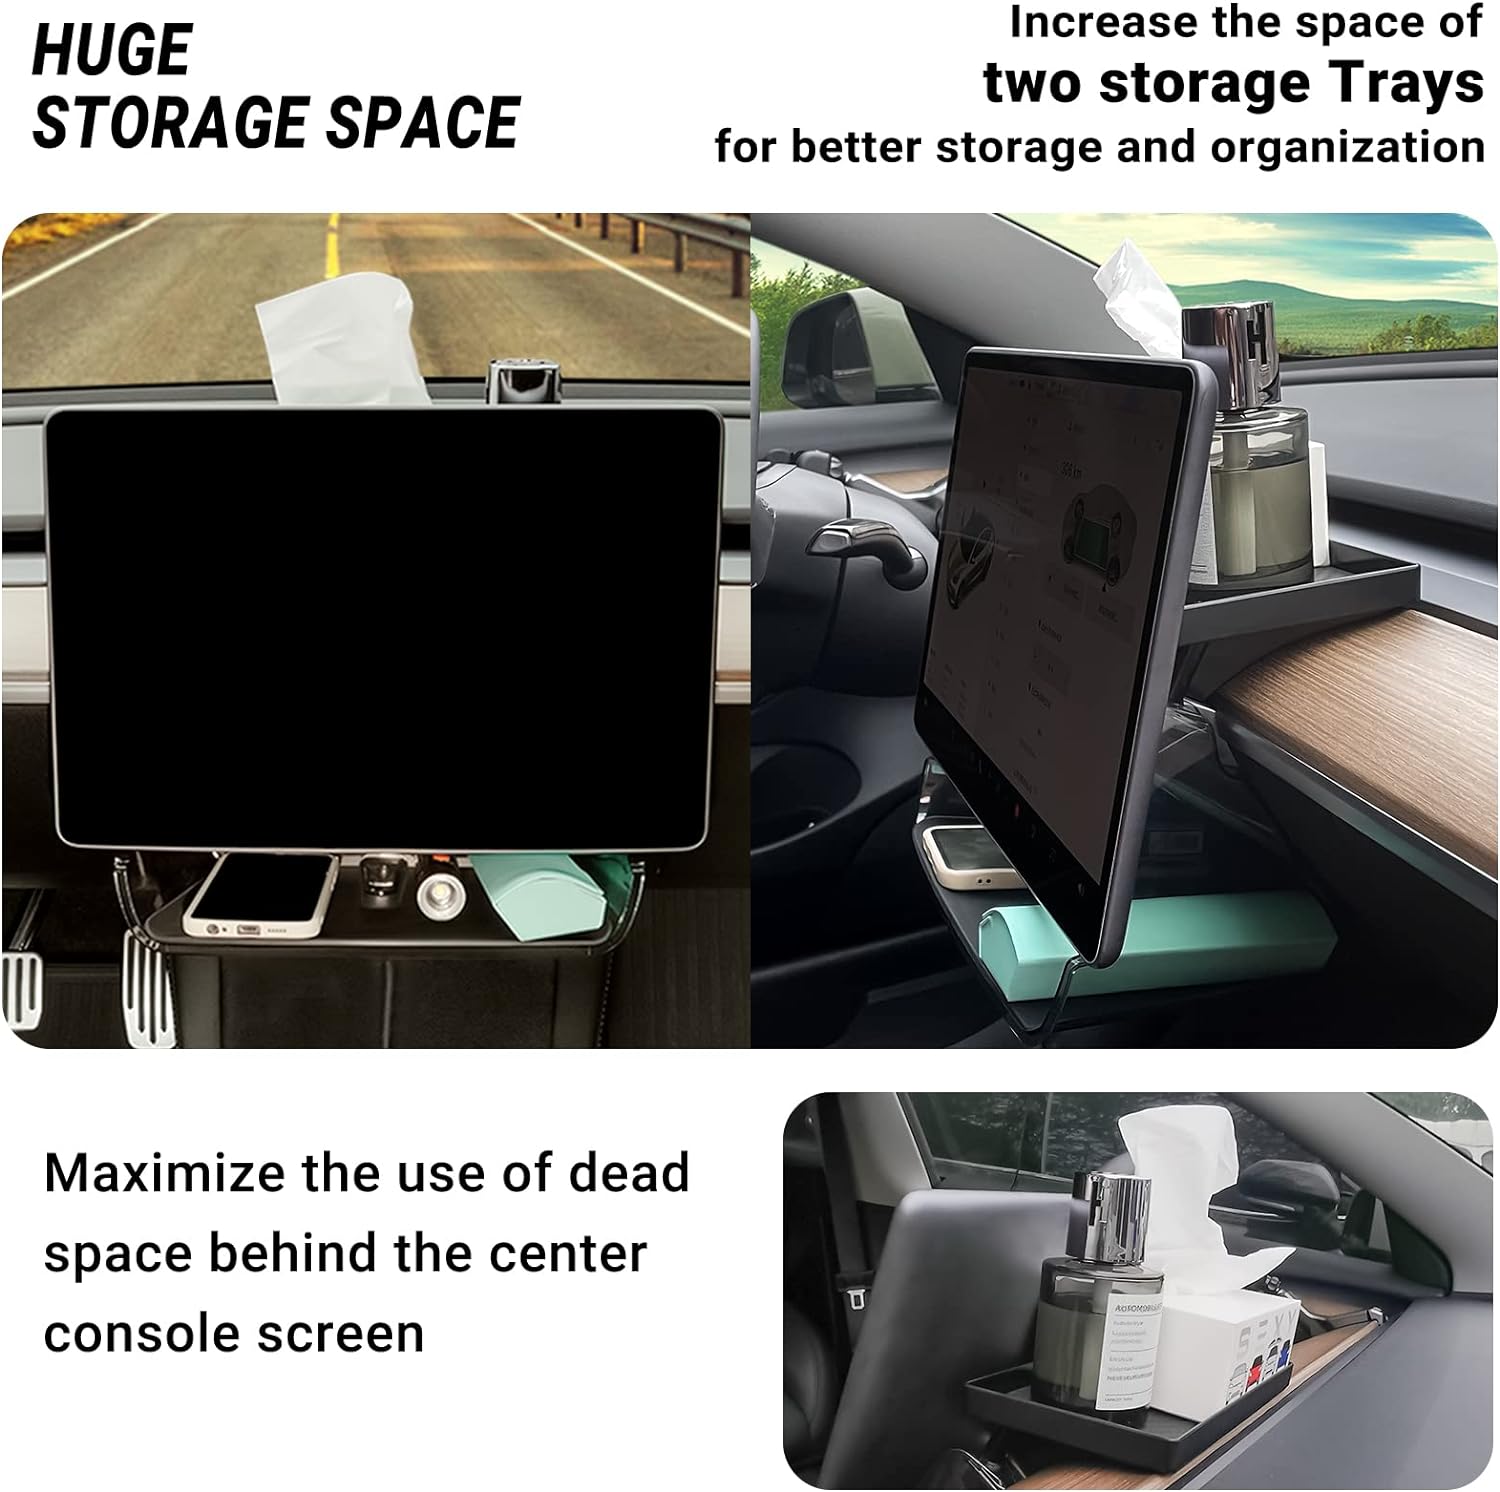 HUGE
STORAGE SPACE
Increase the space of
two storage Trays
for better storage and organization
Maximize the use of dead
space behind the center
console screen